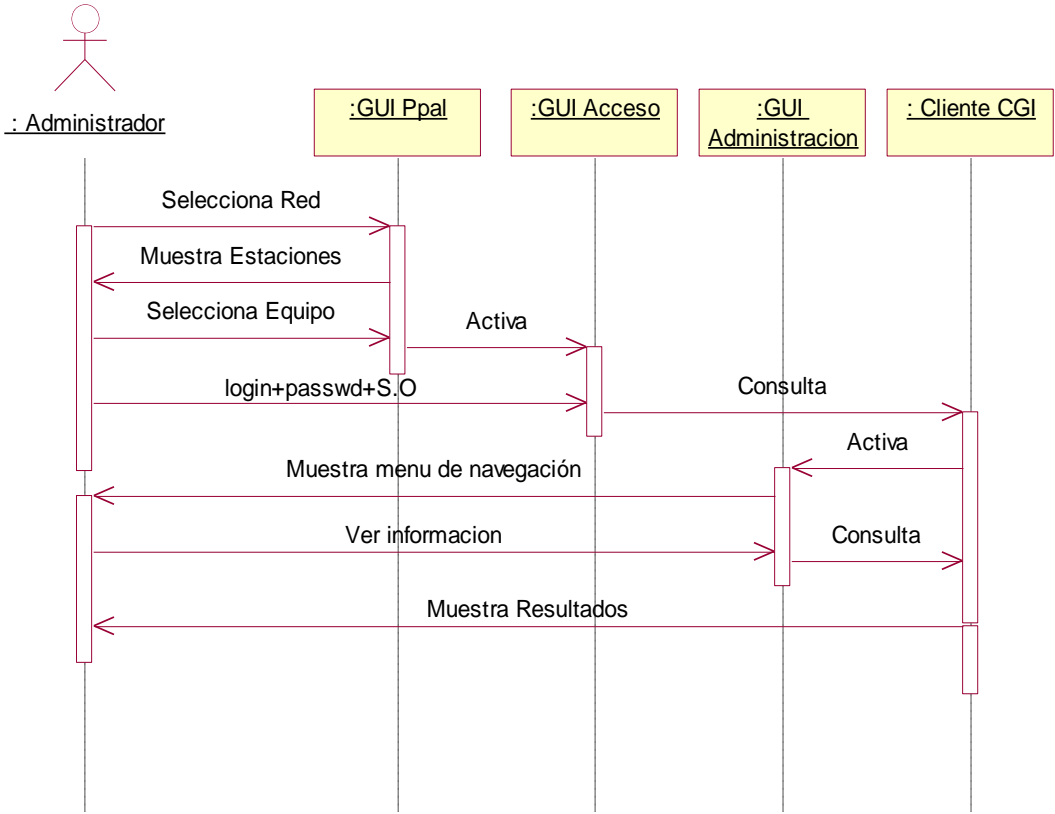 : Administrador
:GUI Ppal
:GUI Acceso
:GUI
Administracion
: Cliente CGI
Selecciona Red
Muestra Estaciones
Selecciona Equipo
Activa
login+passwd+S.O
Consulta
Activa
Muestra menu de navegación
Ver informacion
Consulta
Muestra Resultados